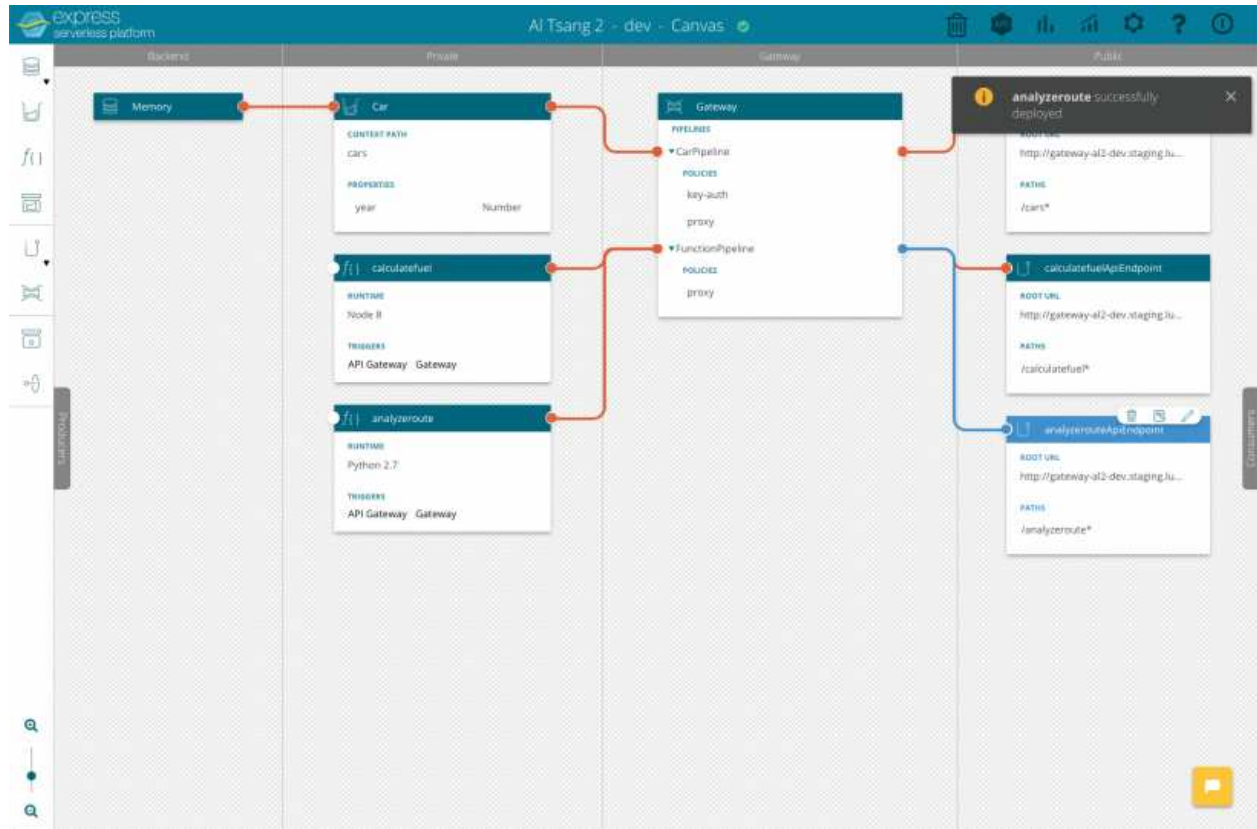 express
serverless platform
Al Tsang 2 - dev - Canvas
Backend
Private
Gateway
Public
Memory
Car
CONTEXT PATH
cars
PROPERTIES
year Number
f{ } calculatefuel
RUNTIME
Node 8
TRIGGERS
API Gateway Gateway
f{ } analyzeroute
RUNTIME
Python 2.7
TRIGGERS
API Gateway Gateway
Gateway
PIPELINES
CarPipeline
POLICIES
key-auth
proxy
FunctionPipeline
POLICIES
proxy
analyzeroute successfully
deployed
ROOT URL
http://gateway-al2-dev.staging.lu...
PATHS
/cars*
calculatefuelApiEndpoint
ROOT URL
http://gateway-al2-dev.staging.lu...
PATHS
/calculatefuel*
analyzerouteApiEndpoint
ROOT URL
http://gateway-al2-dev.staging.lu...
PATHS
/analyzeroute*
f{ }
Producers
Consumers